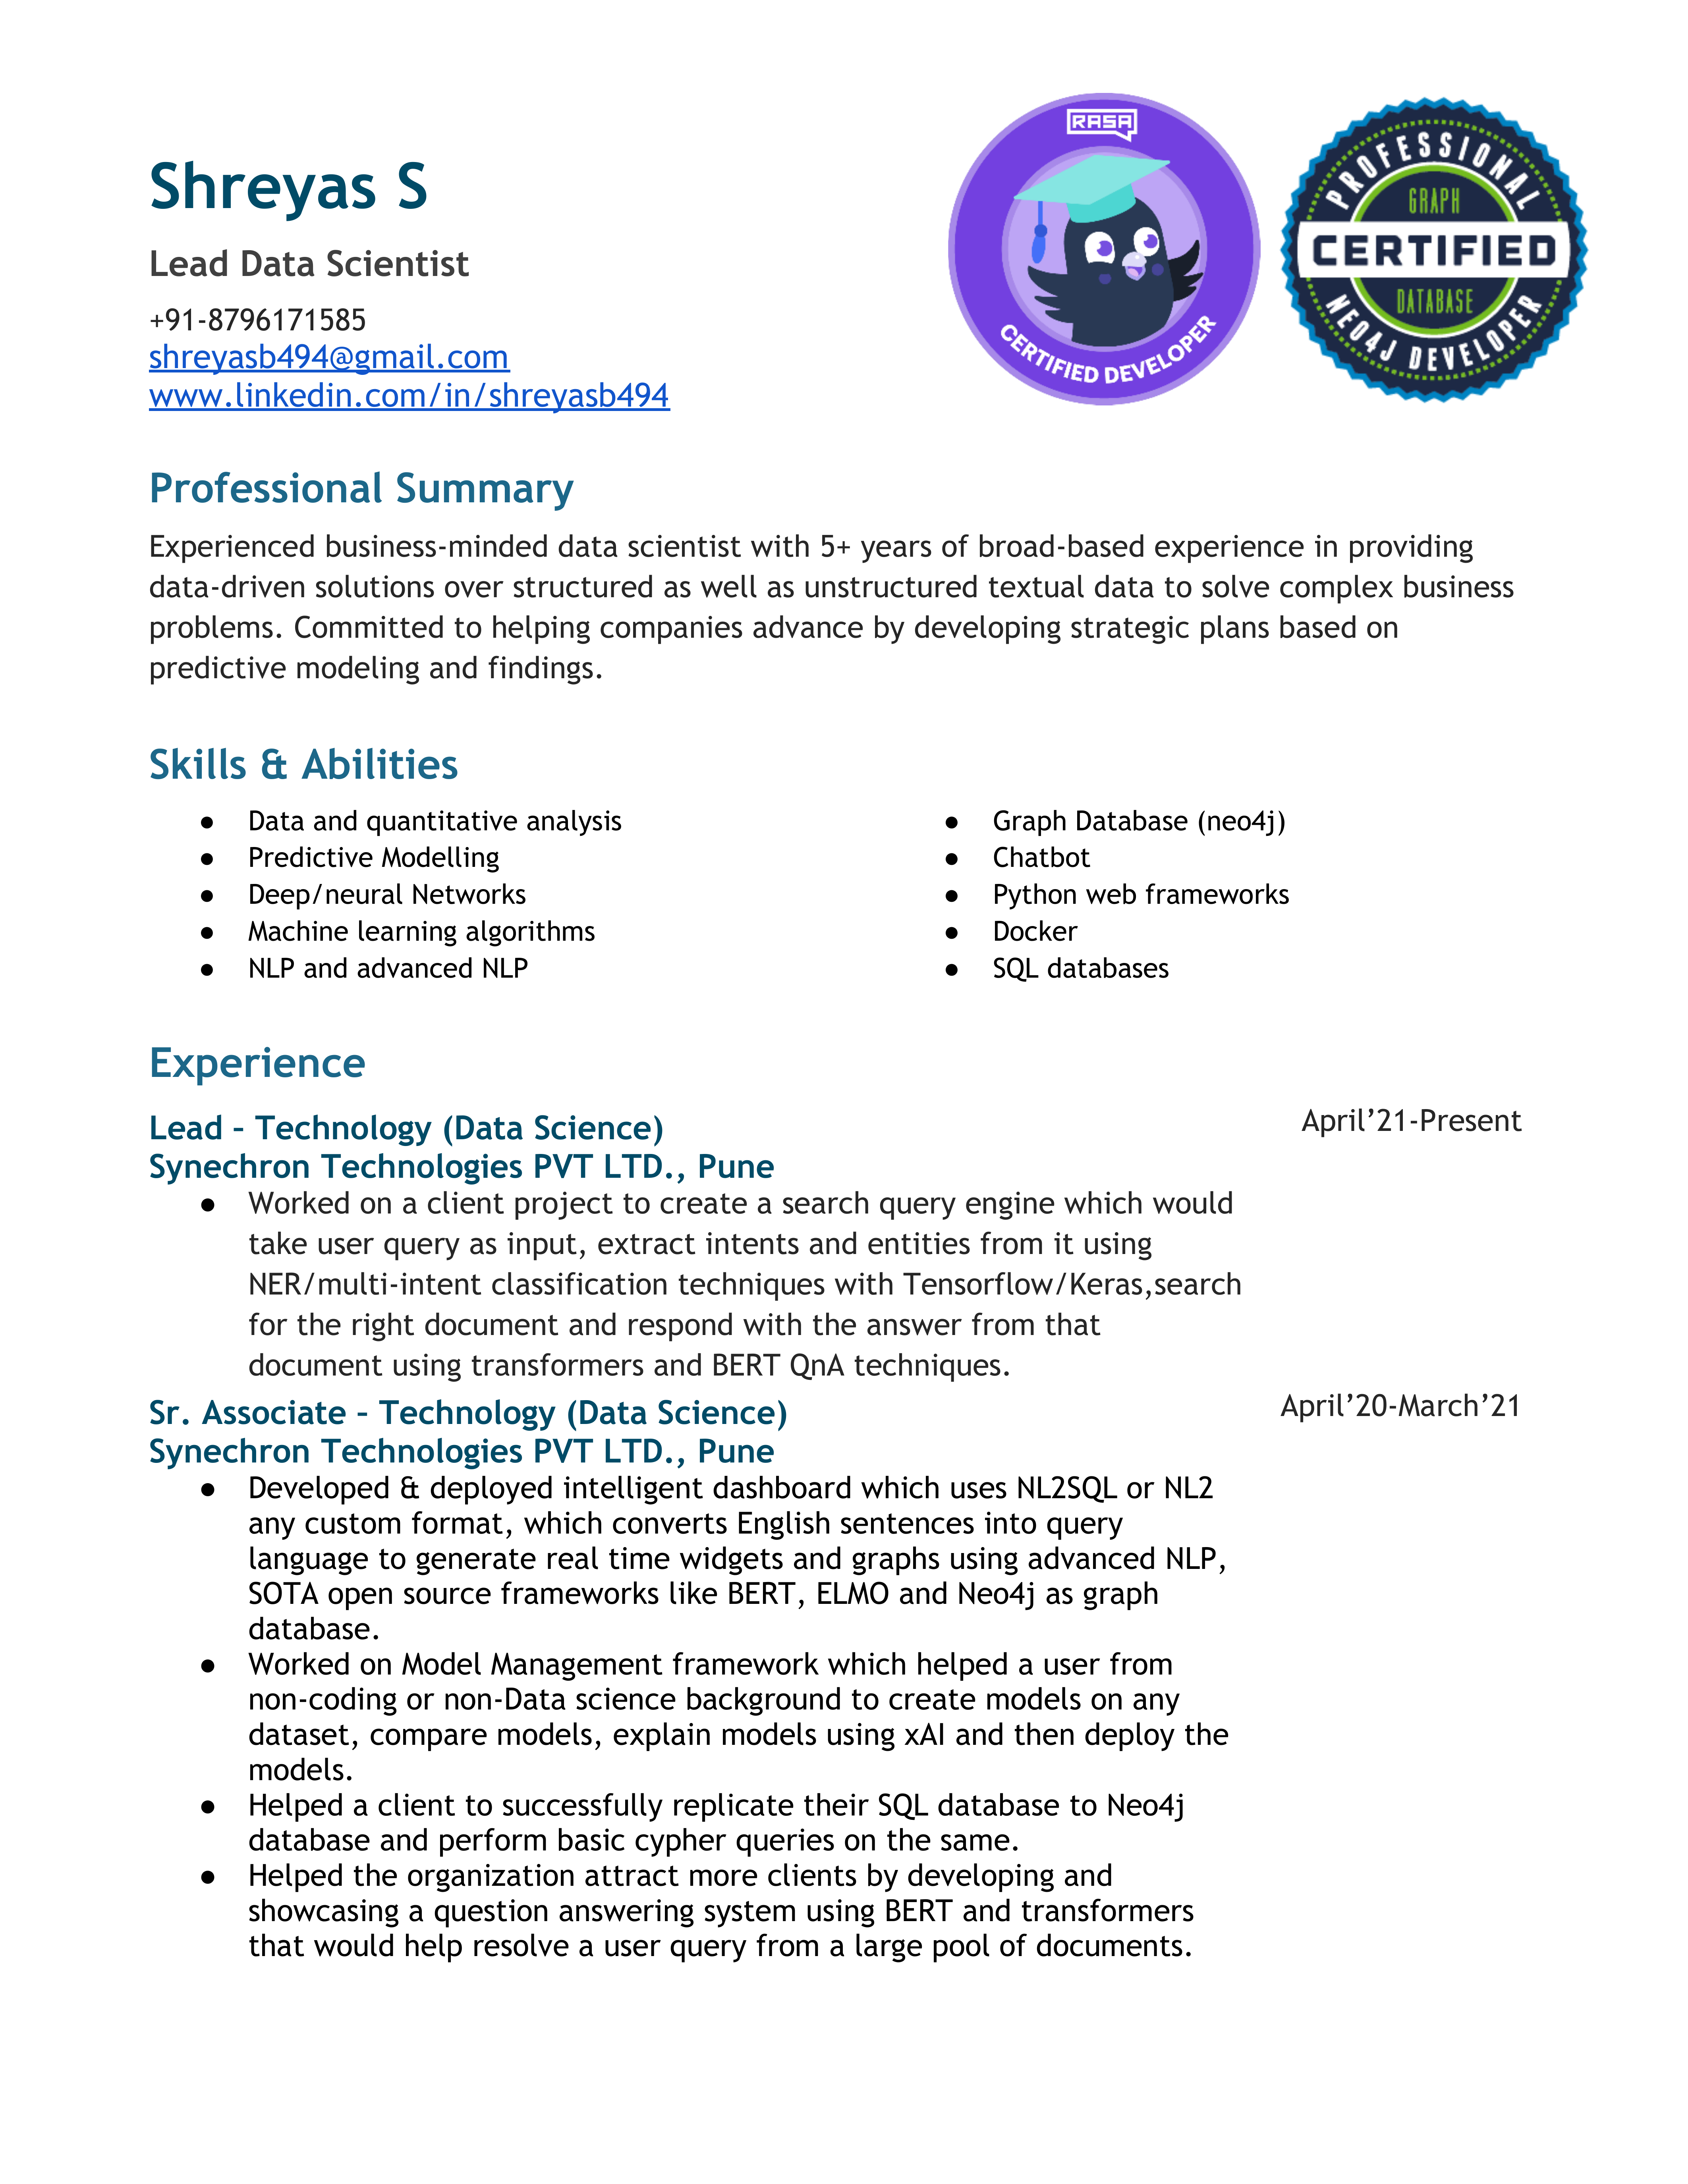 Shreyas S
Lead Data Scientist
+91-8796171585
shreyasb494@gmail.com
www.linkedin.com/in/shreyasb494
RASA
CERTIFIED DEVELOPER
PROFESSIONAL
GRAPH
CERTIFIED
DATABASE
NEO4J DEVELOPER
Professional Summary
Experienced business-minded data scientist with 5+ years of broad-based experience in providing
data-driven solutions over structured as well as unstructured textual data to solve complex business
problems. Committed to helping companies advance by developing strategic plans based on
predictive modeling and findings.
Skills & Abilities
● Data and quantitative analysis
● Predictive Modelling
● Deep/neural Networks
● Machine learning algorithms
● NLP and advanced NLP
● Graph Database (neo4j)
● Chatbot
● Python web frameworks
● Docker
● SQL databases
Experience
Lead – Technology (Data Science) April’21-Present
Synechron Technologies PVT LTD., Pune
● Worked on a client project to create a search query engine which would
take user query as input, extract intents and entities from it using
NER/multi-intent classification techniques with Tensorflow/Keras,search
for the right document and respond with the answer from that
document using transformers and BERT QnA techniques.
Sr. Associate – Technology (Data Science) April’20-March’21
Synechron Technologies PVT LTD., Pune
● Developed & deployed intelligent dashboard which uses NL2SQL or NL2
any custom format, which converts English sentences into query
language to generate real time widgets and graphs using advanced NLP,
SOTA open source frameworks like BERT, ELMO and Neo4j as graph
database.
● Worked on Model Management framework which helped a user from
non-coding or non-Data science background to create models on any
dataset, compare models, explain models using xAI and then deploy the
models.
● Helped a client to successfully replicate their SQL database to Neo4j
database and perform basic cypher queries on the same.
● Helped the organization attract more clients by developing and
showcasing a question answering system using BERT and transformers
that would help resolve a user query from a large pool of documents.